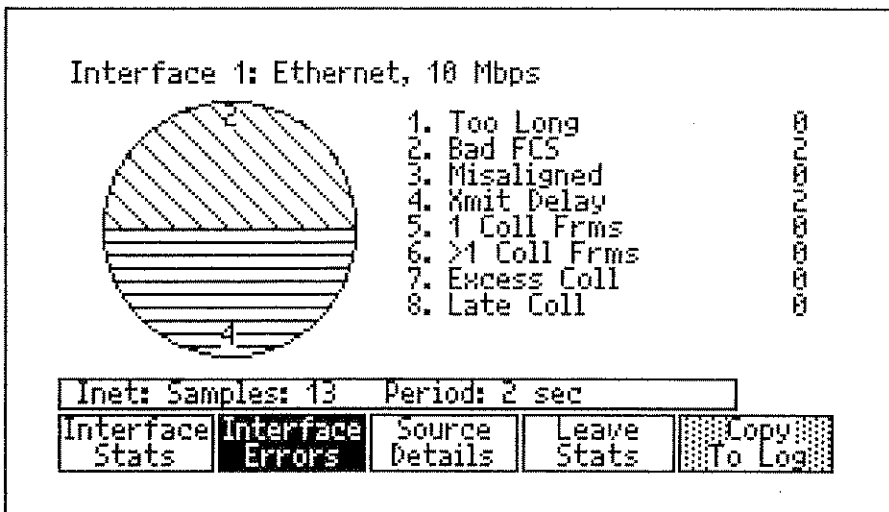 Interface 1: Ethernet, 10 Mbps
2
1. Too Long 0
2. Bad FCS 2
3. Misaligned 0
4. Xmit Delay 2
5. 1 Coll Frms 0
6. >1 Coll Frms 0
7. Excess Coll 0
8. Late Coll 0
4
Inet: Samples: 13 Period: 2 sec
Interface Interface Source Leave Copy
Stats Errors Details Stats To Log